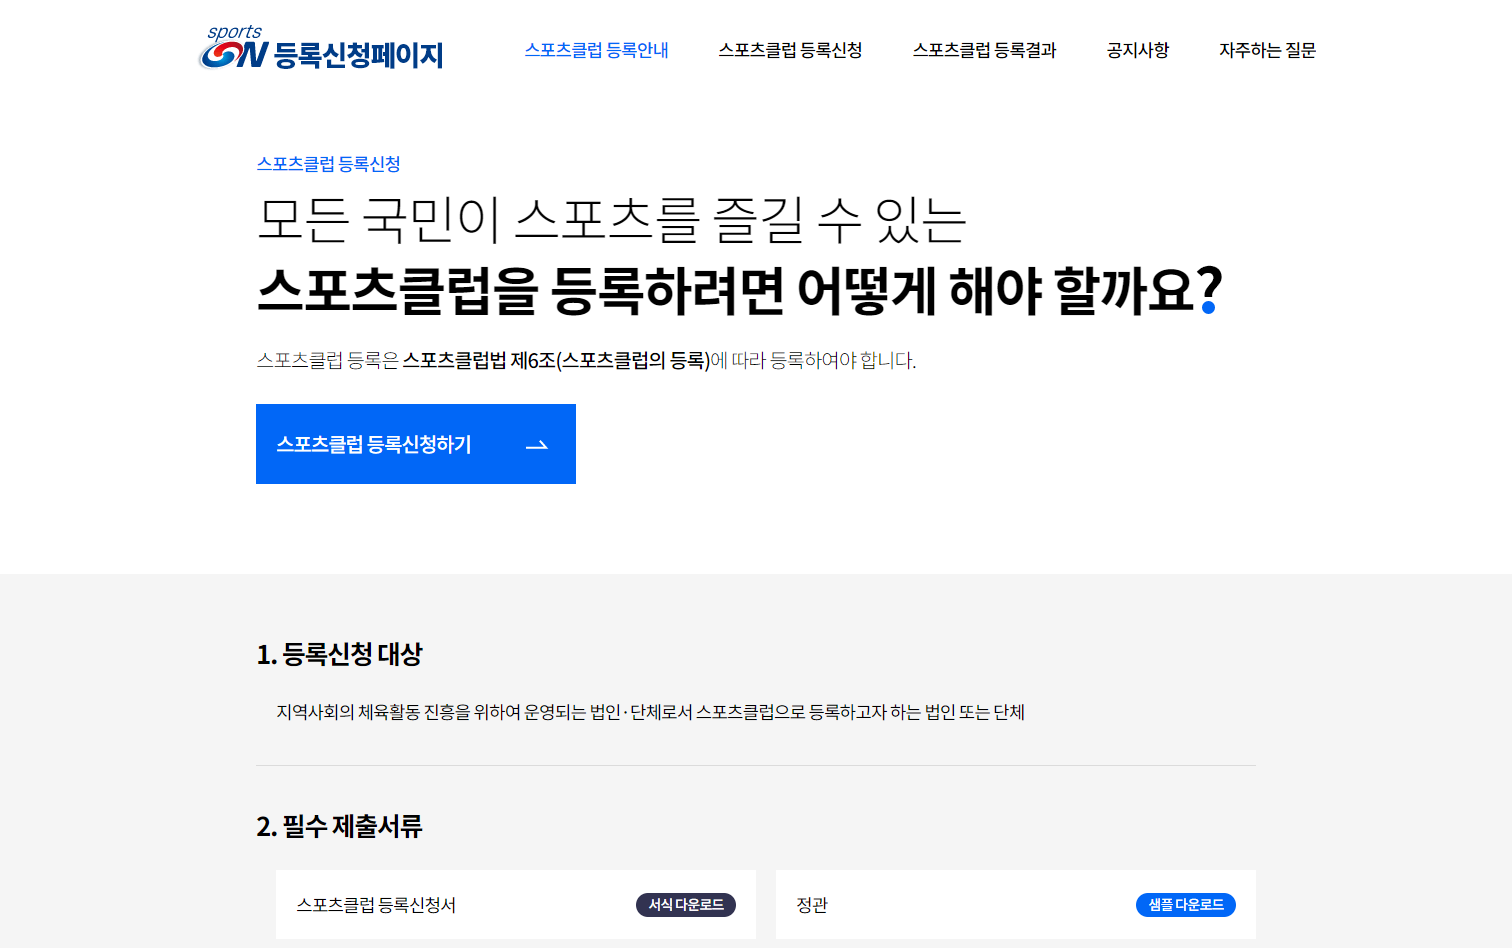 sports
ON 등록신청페이지
스포츠클럽 등록안내
스포츠클럽 등록신청
스포츠클럽 등록결과
공지사항
자주하는 질문
스포츠클럽 등록신청
모든 국민이 스포츠를 즐길 수 있는
스포츠클럽을 등록하려면 어떻게 해야 할까요?
스포츠클럽 등록은 스포츠클럽법 제6조(스포츠클럽의 등록)에 따라 등록하여야 합니다.
스포츠클럽 등록신청하기
1. 등록신청 대상
지역사회의 체육활동 진흥을 위하여 운영되는 법인·단체로서 스포츠클럽으로 등록하고자 하는 법인 또는 단체
2. 필수 제출서류
스포츠클럽 등록신청서
서식 다운로드
정관
샘플 다운로드